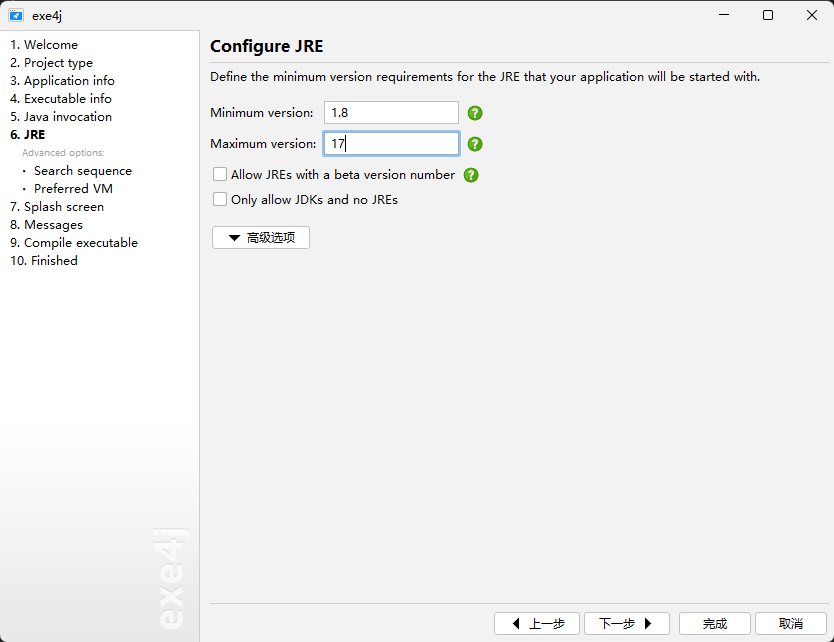 exe4j
1. Welcome
2. Project type
3. Application info
4. Executable info
5. Java invocation
6. JRE
Advanced options:
· Search sequence
· Preferred VM
7. Splash screen
8. Messages
9. Compile executable
10. Finished
exe4j
Configure JRE
Define the minimum version requirements for the JRE that your application will be started with.
Minimum version: 1.8 ?
Maximum version: 17 ?
Allow JREs with a beta version number ?
Only allow JDKs and no JREs
高级选项
上一步 下一步 完成 取消